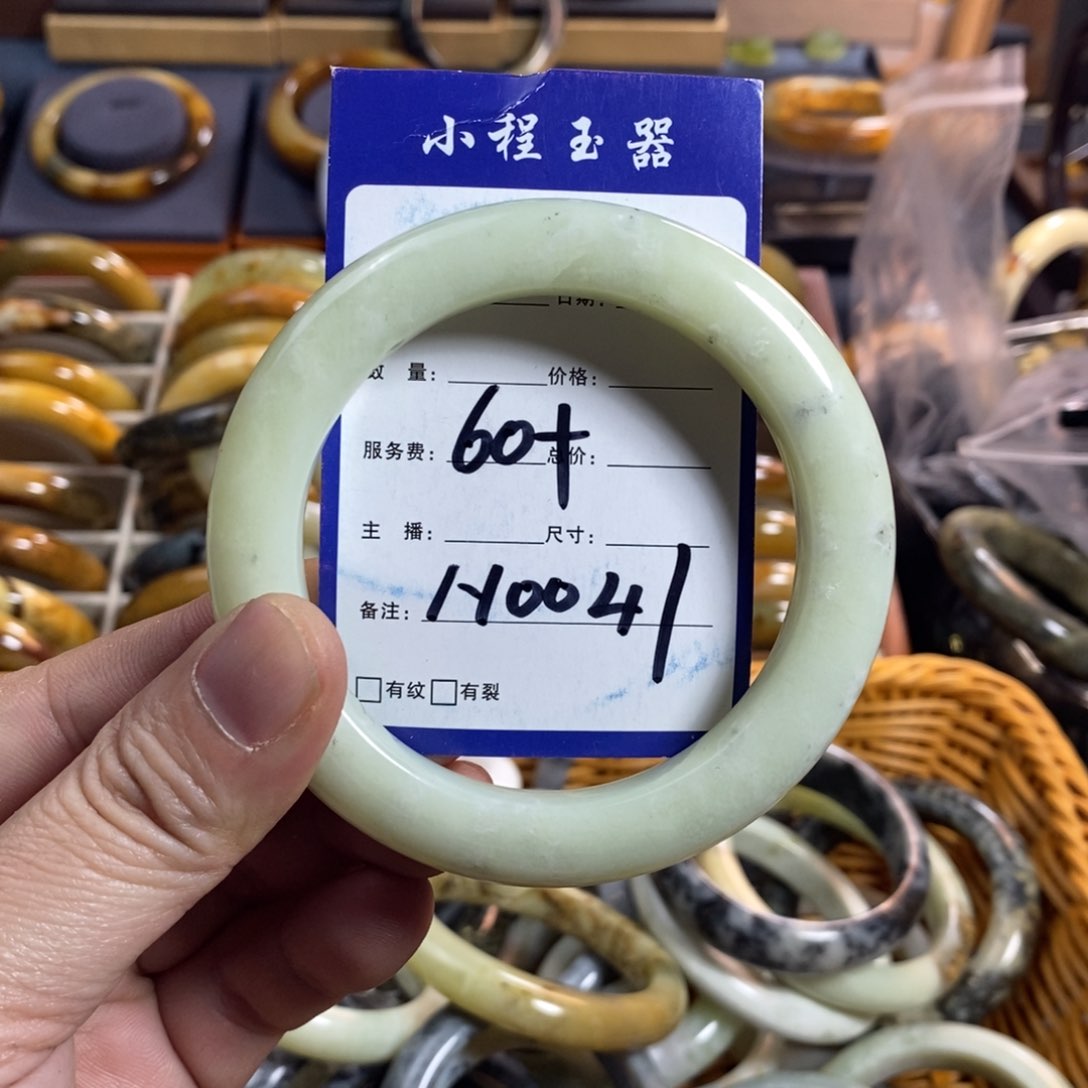 小程玉器
日期:
数 量: 价格:
服务费: 60+ 总价:
主 播: 尺寸:
备注: HY0041
□有纹 □有裂